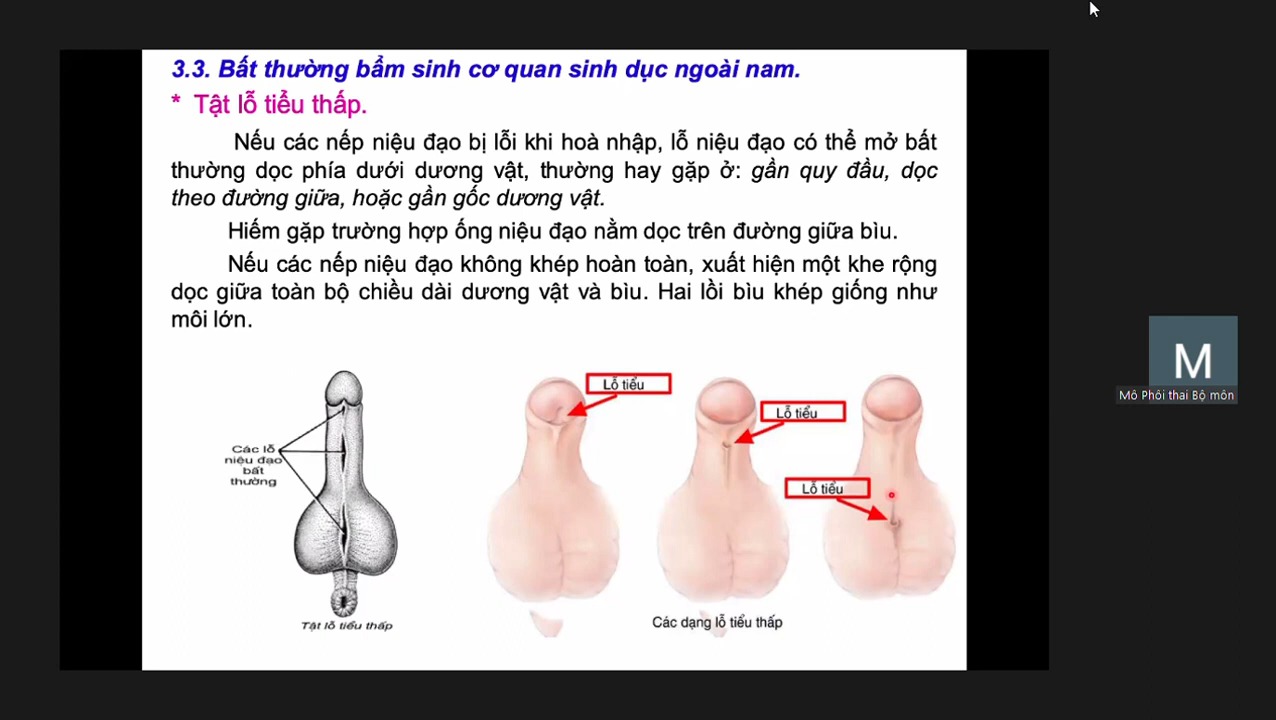 3.3. Bất thường bẩm sinh cơ quan sinh dục ngoài nam.
* Tật lỗ tiểu thấp.
Nếu các nếp niệu đạo bị lỗi khi hoà nhập, lỗ niệu đạo có thể mở bất
thường dọc phía dưới dương vật, thường hay gặp ở: gần quy đầu, dọc
theo đường giữa, hoặc gần gốc dương vật.
Hiếm gặp trường hợp ống niệu đạo nằm dọc trên đường giữa bìu.
Nếu các nếp niệu đạo không khép hoàn toàn, xuất hiện một khe rộng
dọc giữa toàn bộ chiều dài dương vật và bìu. Hai lồi bìu khép giống như
môi lớn.
Các lỗ
niệu đạo
bất
thường
Tật lỗ tiểu thấp
Lỗ tiểu
Lỗ tiểu
Lỗ tiểu
Các dạng lỗ tiểu thấp
M
Mô Phôi thai Bộ môn